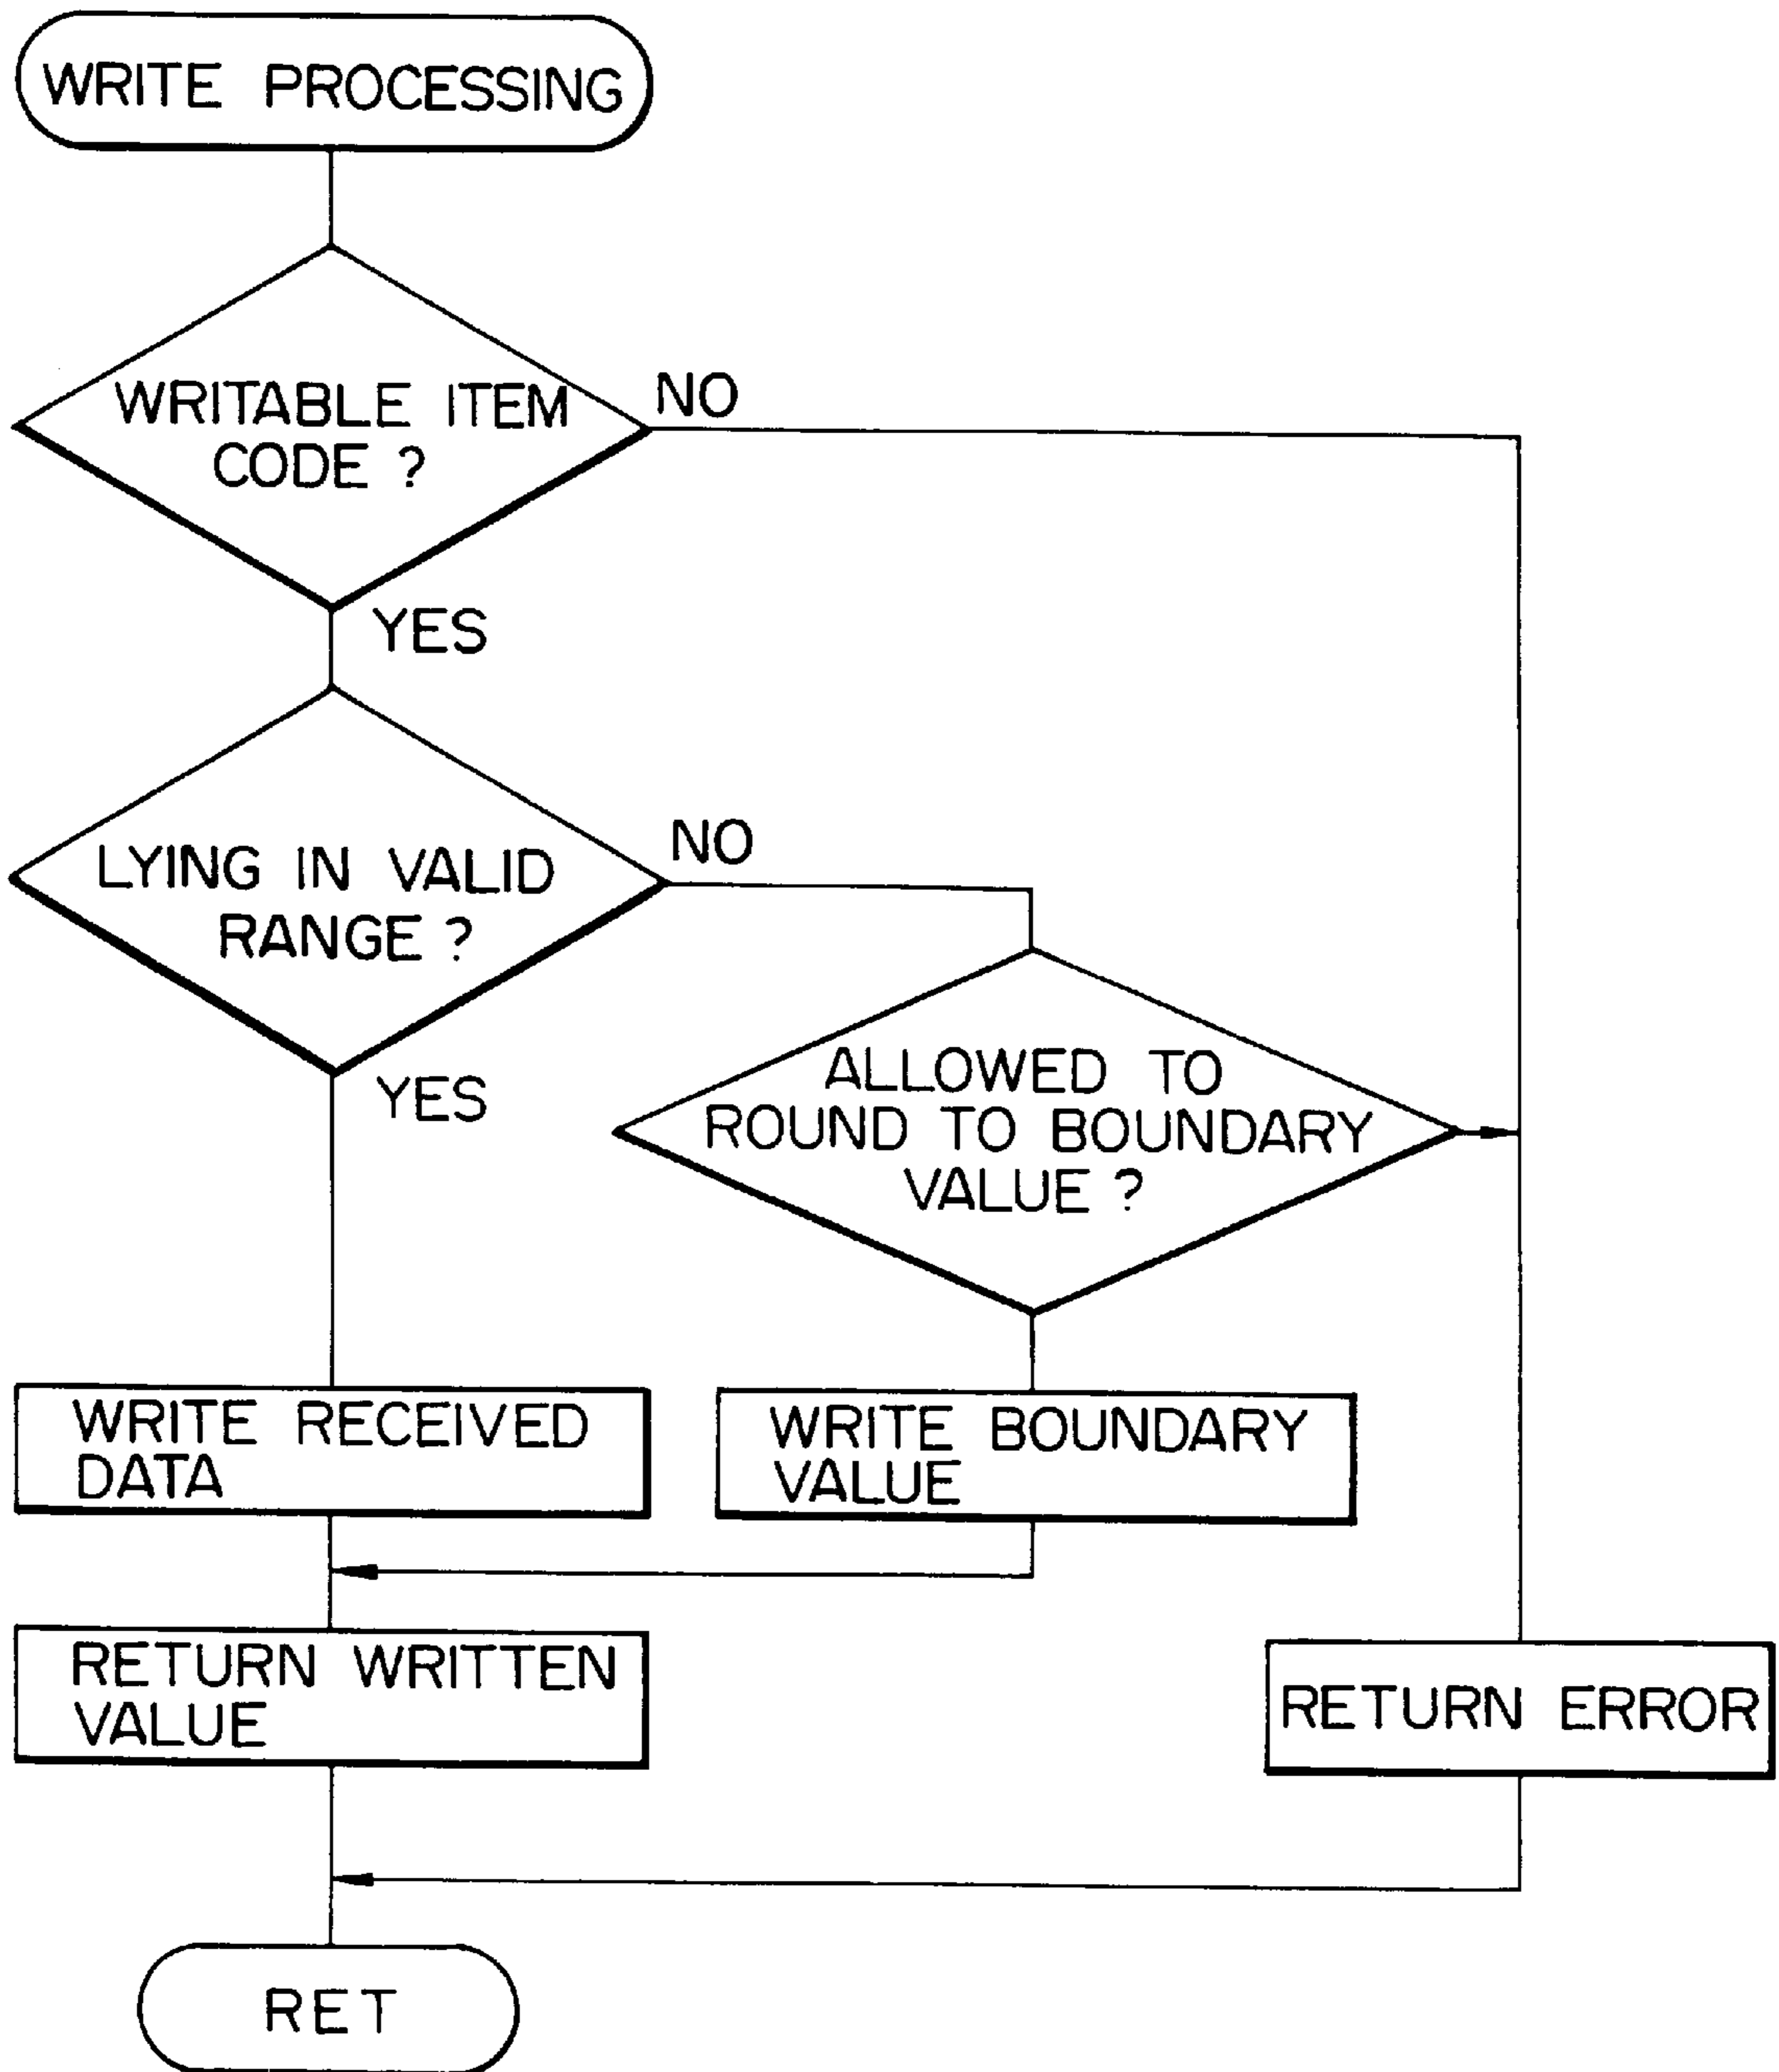 WRITE PROCESSING
WRITABLE ITEM
CODE ?
NO
YES
LYING IN VALID
RANGE ?
NO
YES
ALLOWED TO
ROUND TO BOUNDARY
VALUE ?
WRITE RECEIVED
DATA
WRITE BOUNDARY
VALUE
RETURN WRITTEN
VALUE
RETURN ERROR
RET